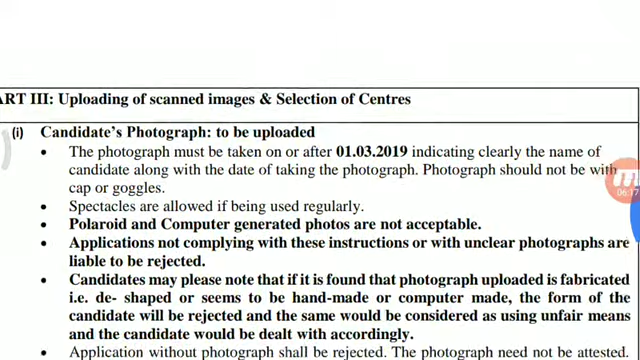 ART III: Uploading of scanned images & Selection of Centres
(i) Candidate's Photograph: to be uploaded
• The photograph must be taken on or after 01.03.2019 indicating clearly the name of
candidate along with the date of taking the photograph. Photograph should not be with
cap or goggles.
• Spectacles are allowed if being used regularly.
• Polaroid and Computer generated photos are not acceptable.
• Applications not complying with these instructions or with unclear photographs are
liable to be rejected.
• Candidates may please note that if it is found that photograph uploaded is fabricated
i.e. de- shaped or seems to be hand-made or computer made, the form of the
candidate will be rejected and the same would be considered as using unfair means
and the candidate would be dealt with accordingly.
• Application without photograph shall be rejected. The photograph need not be attested.
06:17